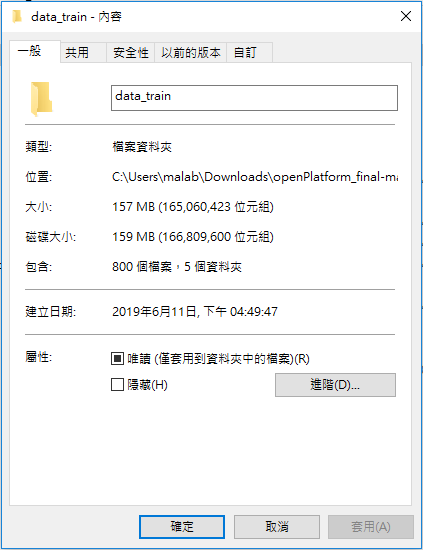 data_train - 內容
一般 共用 安全性 以前的版本 自訂
data_train
類型: 檔案資料夾
位置: C:\Users\malab\Downloads\openPlatform_final-ma
大小: 157 MB (165,060,423 位元組)
磁碟大小: 159 MB (166,809,600 位元組)
包含: 800 個檔案，5 個資料夾
建立日期: 2019年6月11日, 下午 04:49:47
屬性: 唯讀 (僅套用到資料夾中的檔案)(R)
隱藏(H) 進階(D)...
確定 取消 套用(A)